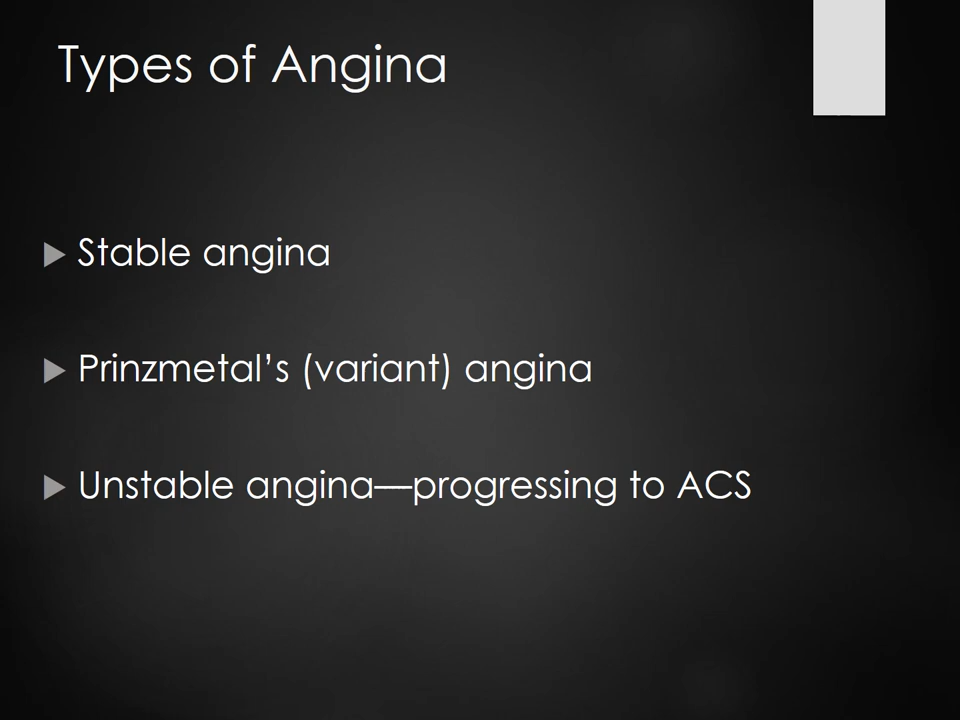 Types of Angina
Stable angina
Prinzmetal’s (variant) angina
Unstable angina—progressing to ACS